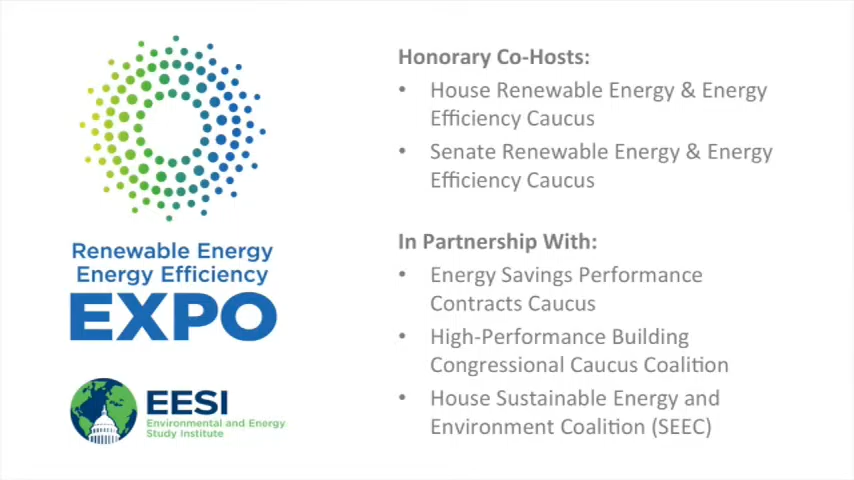 Renewable Energy
Energy Efficiency
EXPO
EESI
Environmental and Energy
Study Institute
Honorary Co-Hosts:
• House Renewable Energy & Energy
Efficiency Caucus
• Senate Renewable Energy & Energy
Efficiency Caucus
In Partnership With:
• Energy Savings Performance
Contracts Caucus
• High-Performance Building
Congressional Caucus Coalition
• House Sustainable Energy and
Environment Coalition (SEEC)